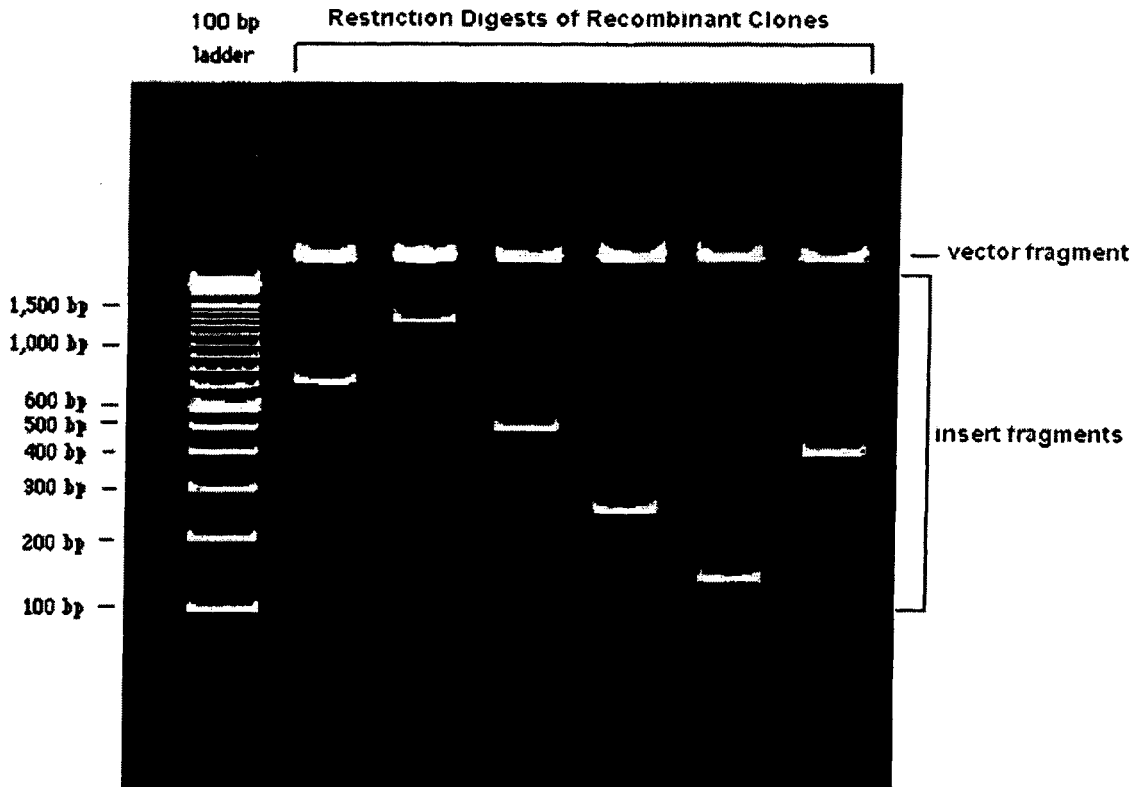 100 bp
ladder
Restriction Digests of Recombinant Clones
vector fragment
1,500 bp
1,000 bp
600 bp
500 bp
400 bp
300 bp
200 bp
100 bp
insert fragments